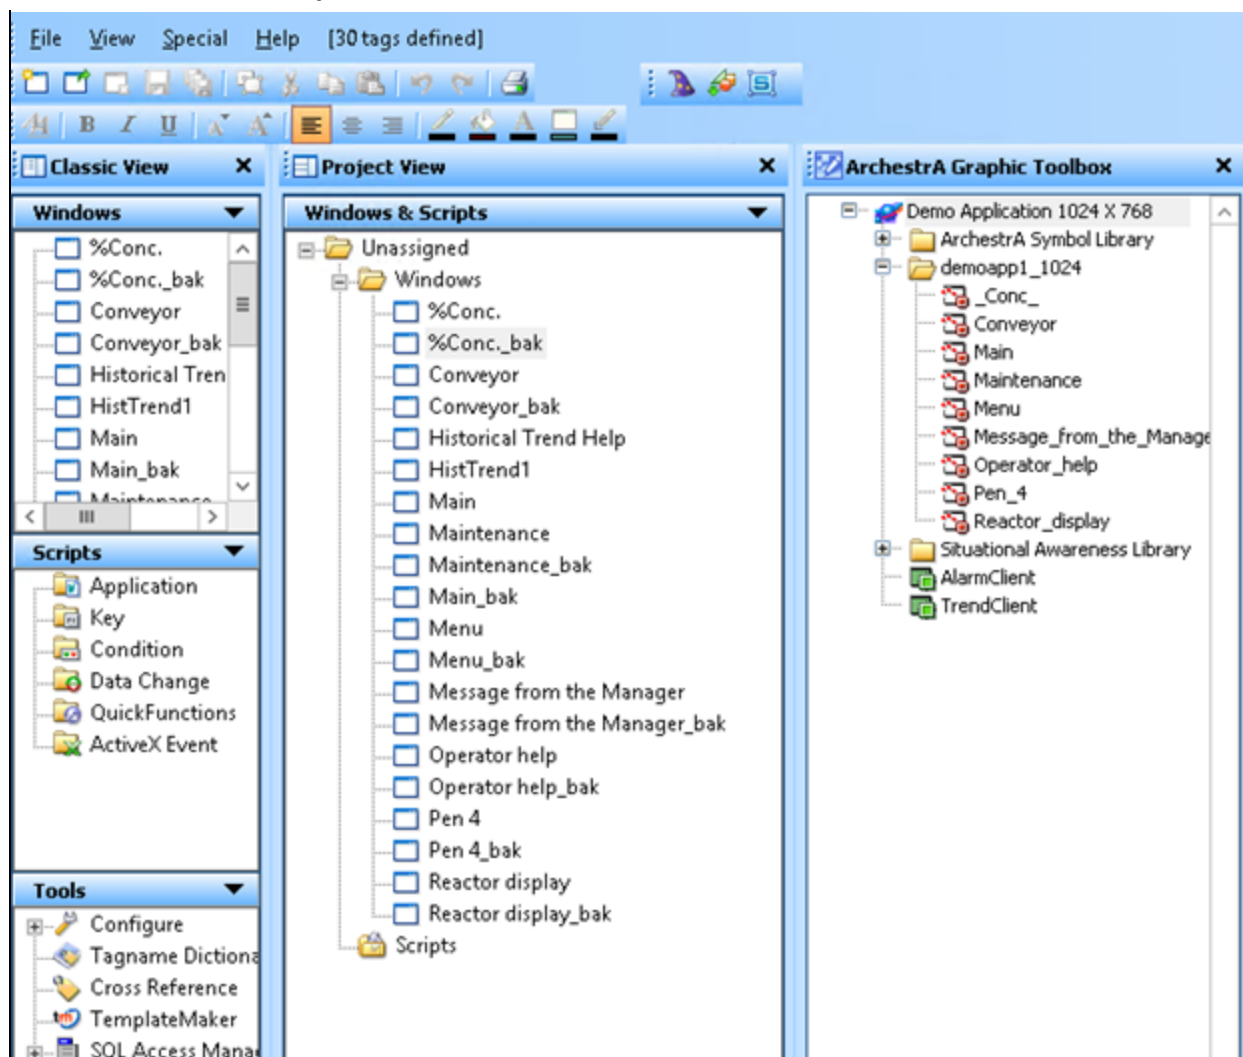 File View Special Help [30 tags defined]
Classic View
Windows
%Conc.
%Conc._bak
Conveyor
Conveyor_bak
Historical Tren
HistTrend1
Main
Main_bak
Maintenance
Scripts
Application
Key
Condition
Data Change
QuickFunctions
ActiveX Event
Tools
Configure
Tagname Dictiona
Cross Reference
TemplateMaker
SQL Access Mana
Project View
Windows & Scripts
Unassigned
Windows
%Conc.
%Conc._bak
Conveyor
Conveyor_bak
Historical Trend Help
HistTrend1
Main
Maintenance
Maintenance_bak
Main_bak
Menu
Menu_bak
Message from the Manager
Message from the Manager_bak
Operator help
Operator help_bak
Pen 4
Pen 4_bak
Reactor display
Reactor display_bak
Scripts
ArchestrA Graphic Toolbox
Demo Application 1024 X 768
ArchestrA Symbol Library
demoapp1_1024
_Conc_
Conveyor
Main
Maintenance
Menu
Message_from_the_Manage
Operator_help
Pen_4
Reactor_display
Situational Awareness Library
AlarmClient
TrendClient